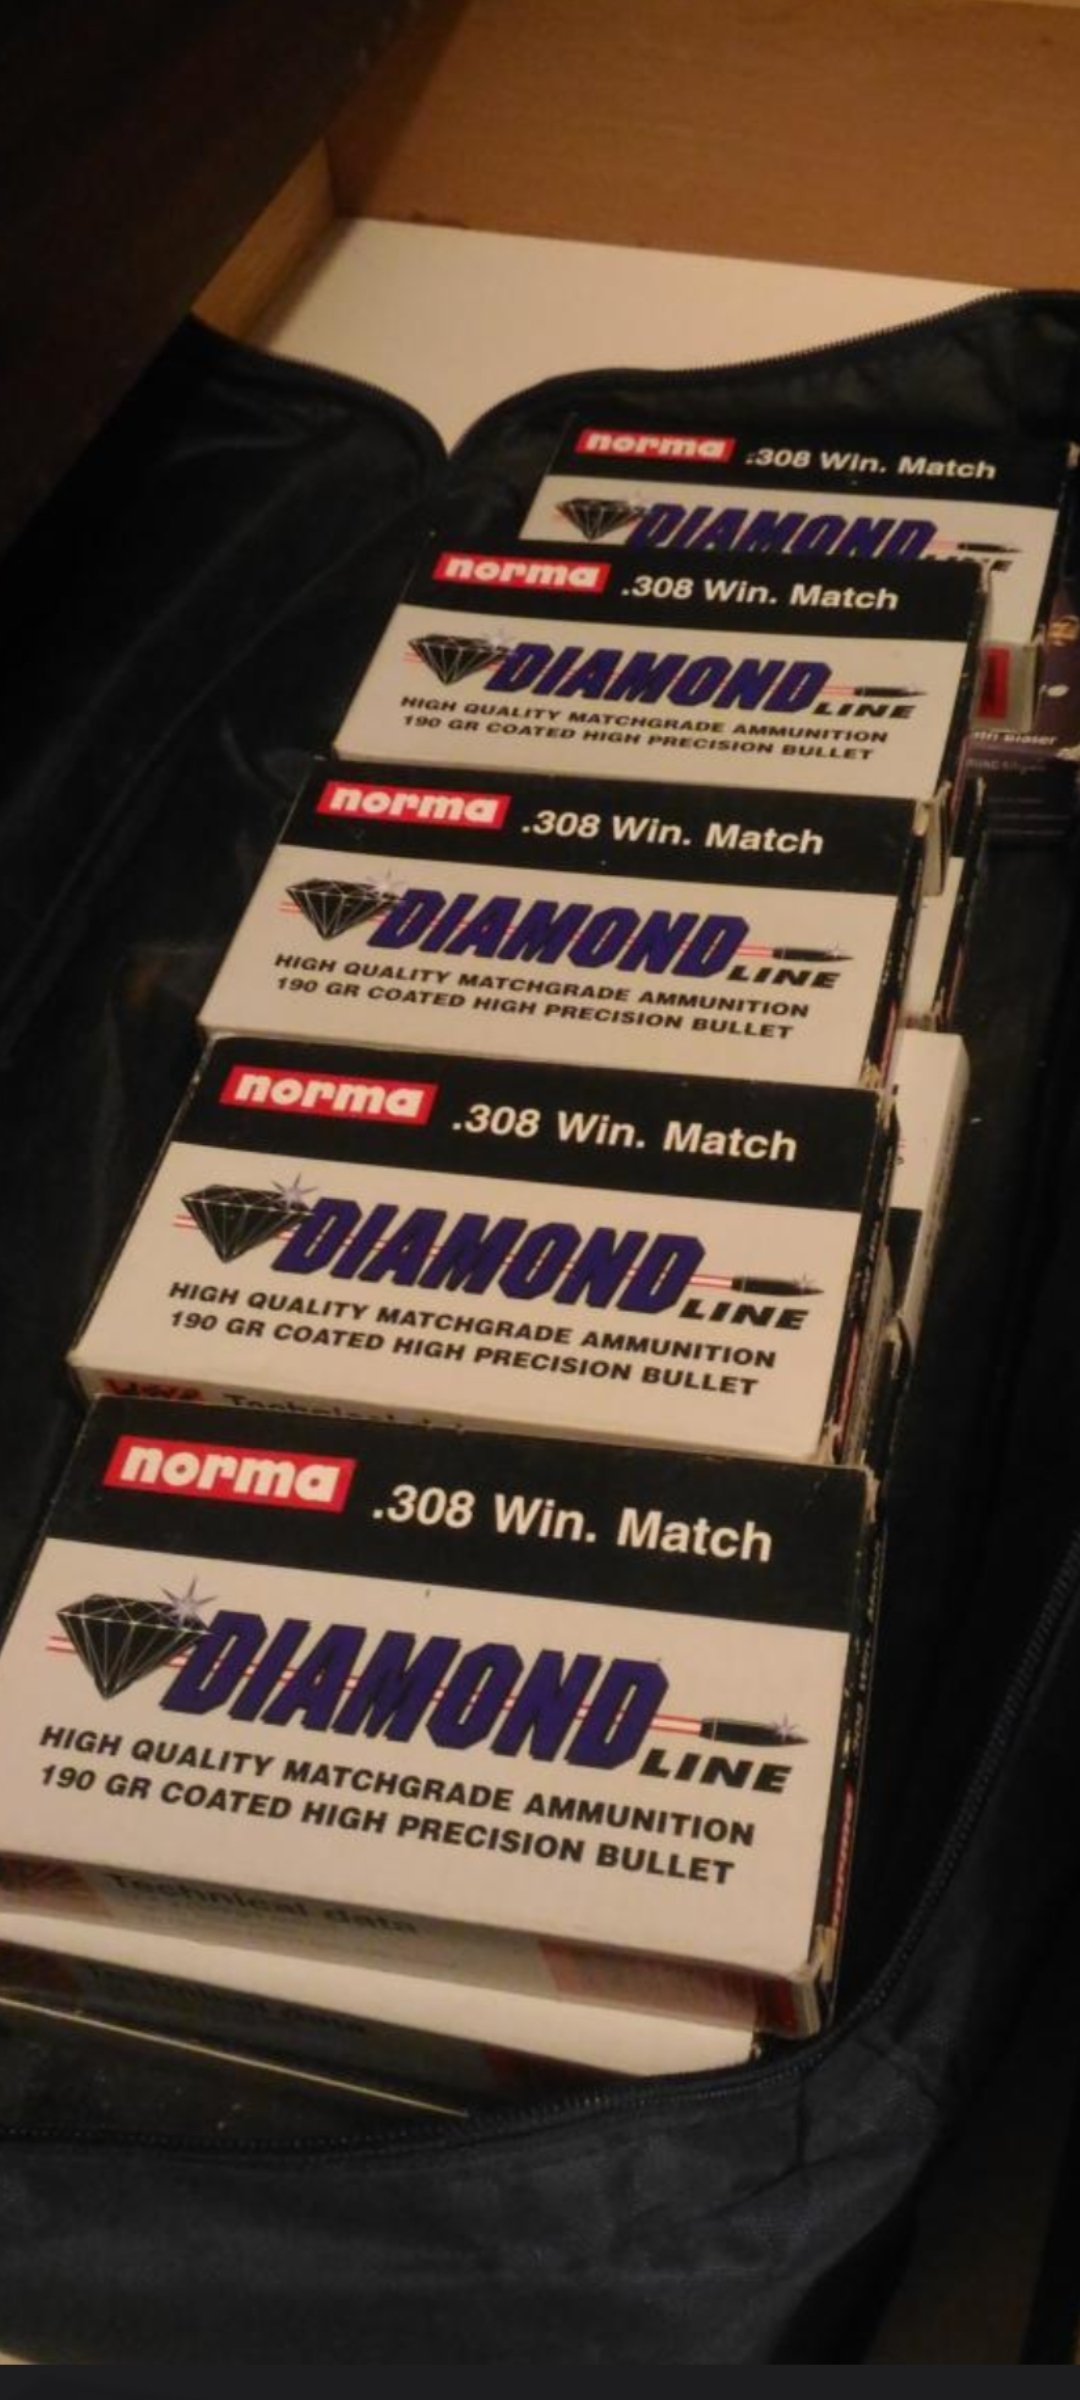 norma .308 Win. Match
DIAMOND
LINE
norma .308 Win. Match
DIAMOND
LINE
HIGH QUALITY MATCHGRADE AMMUNITION
190 GR COATED HIGH PRECISION BULLET
norma .308 Win. Match
DIAMOND
LINE
HIGH QUALITY MATCHGRADE AMMUNITION
190 GR COATED HIGH PRECISION BULLET
norma .308 Win. Match
DIAMOND
LINE
HIGH QUALITY MATCHGRADE AMMUNITION
190 GR COATED HIGH PRECISION BULLET
Technical
norma .308 Win. Match
DIAMOND
LINE
HIGH QUALITY MATCHGRADE AMMUNITION
190 GR COATED HIGH PRECISION BULLET
Technical data